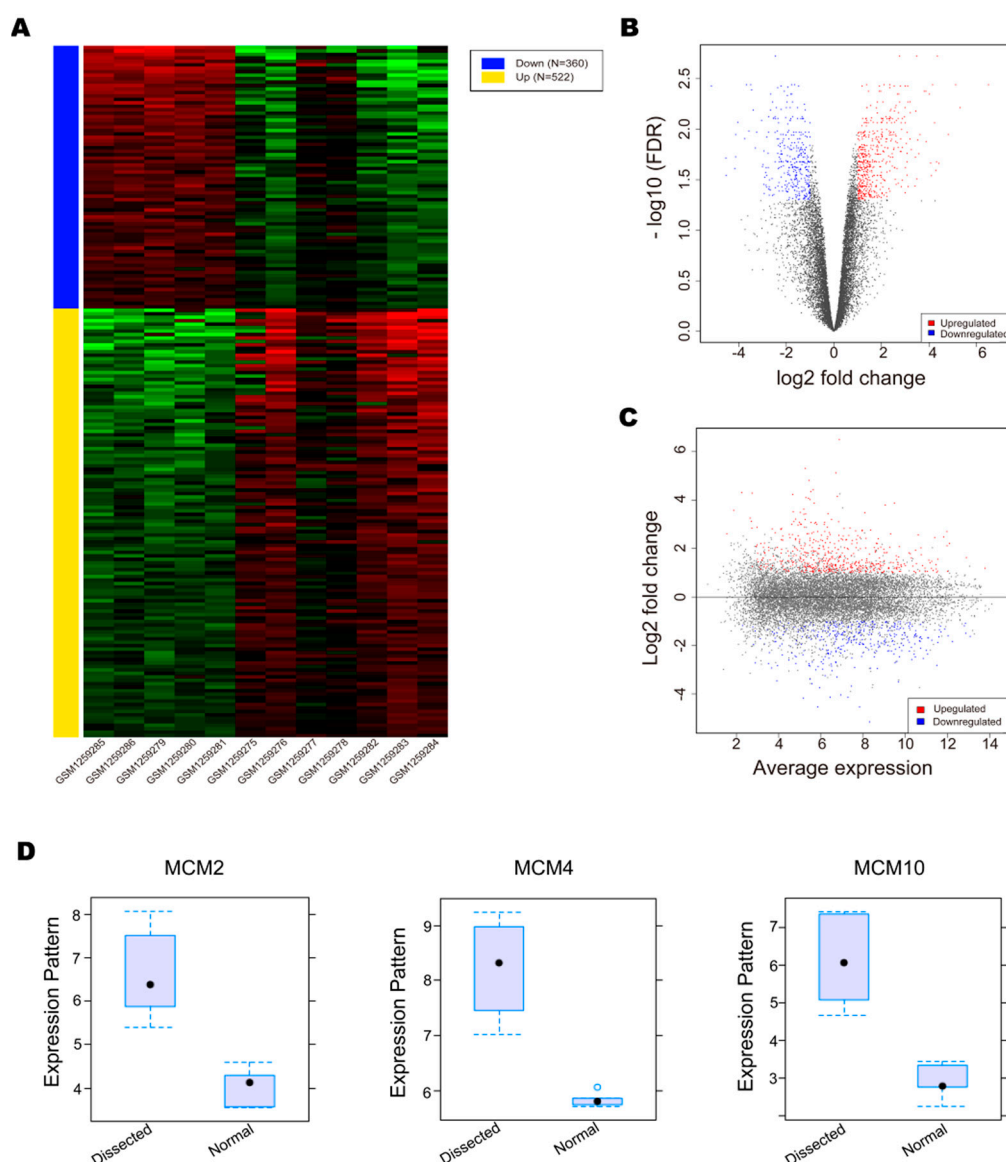 A
Down (N=360)
Up (N=522)
GSM1259285
GSM1259286
GSM1259279
GSM1259280
GSM1259281
GSM1259275
GSM1259276
GSM1259277
GSM1259278
GSM1259282
GSM1259283
GSM1259284
B
- log10 (FDR)
2.5
2.0
1.5
1.0
0.5
0.0
Upregulated
Downregulated
-4
-2
0
2
4
6
log2 fold change
C
Log2 fold change
6
4
2
0
-2
-4
Upegulated
Downregulated
2
4
6
8
10
12
14
Average expression
D
MCM2
Expression Pattern
8
7
6
5
4
Dissected
Normal
MCM4
Expression Pattern
9
8
7
6
Dissected
Normal
MCM10
Expression Pattern
7
6
5
4
3
Dissected
Normal